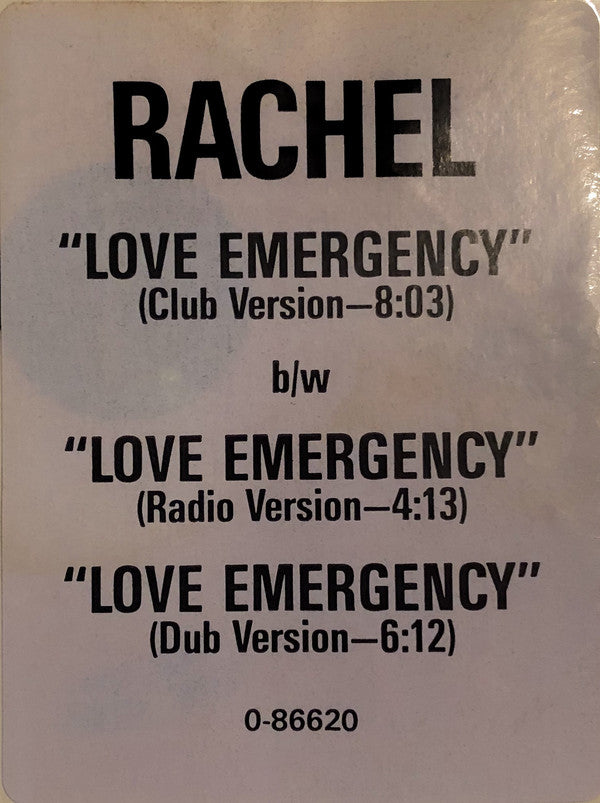 RACHEL
"LOVE EMERGENCY"
(Club Version—8:03)
b/w
"LOVE EMERGENCY"
(Radio Version—4:13)
"LOVE EMERGENCY"
(Dub Version—6:12)
0-86620